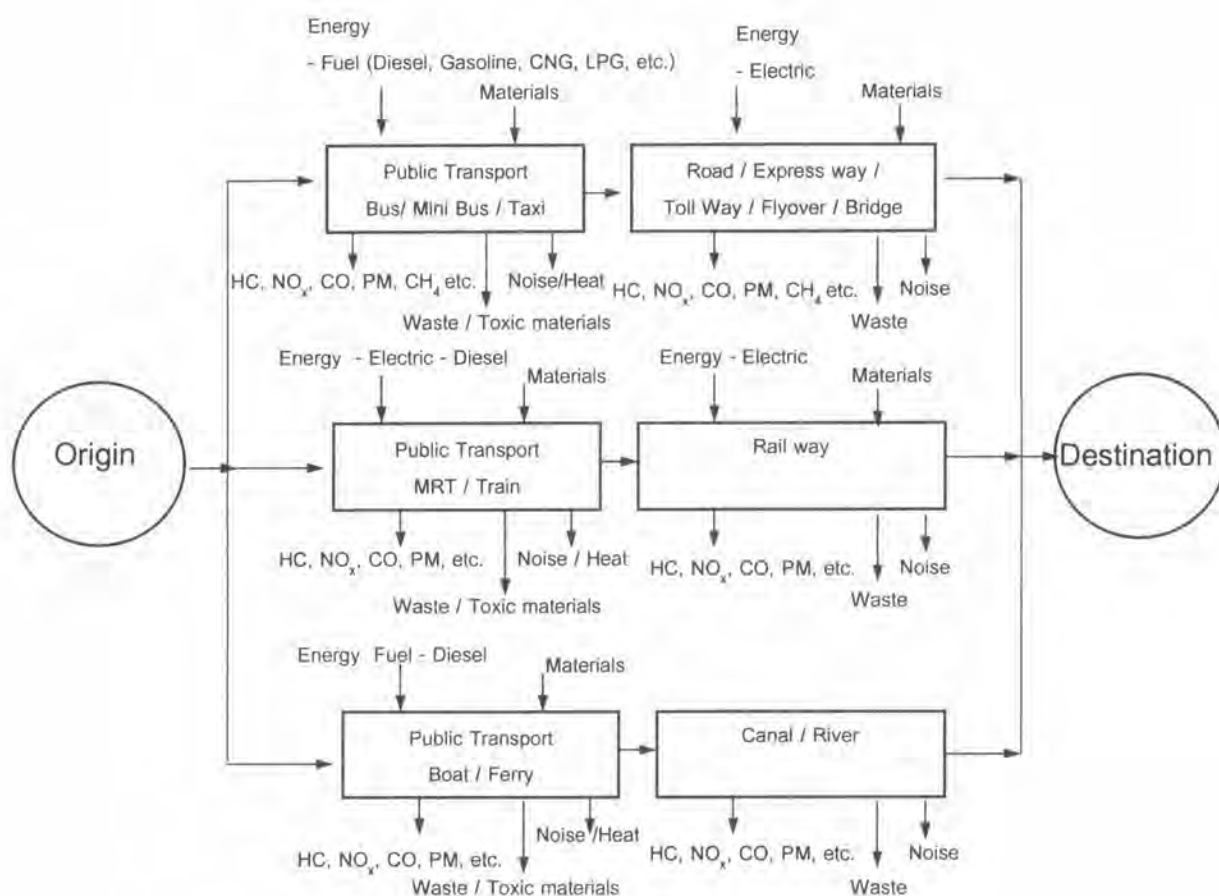 Energy
- Fuel (Diesel, Gasoline, CNG, LPG, etc.)
Materials
Energy
- Electric
Materials
Public Transport
Bus/ Mini Bus / Taxi
Road / Express way /
Toll Way / Flyover / Bridge
HC, NOx, CO, PM, CH4 etc.
Noise/Heat
Waste / Toxic materials
HC, NOx, CO, PM, CH4 etc.
Noise
Waste
Energy - Electric - Diesel
Materials
Energy - Electric
Materials
Origin
Public Transport
MRT / Train
Rail way
Destination
HC, NOx, CO, PM, etc.
Noise / Heat
Waste / Toxic materials
HC, NOx, CO, PM, etc.
Noise
Waste
Energy Fuel - Diesel
Materials
Public Transport
Boat / Ferry
Canal / River
HC, NOx, CO, PM, etc.
Noise /Heat
Waste / Toxic materials
HC, NOx, CO, PM, etc.
Noise
Waste